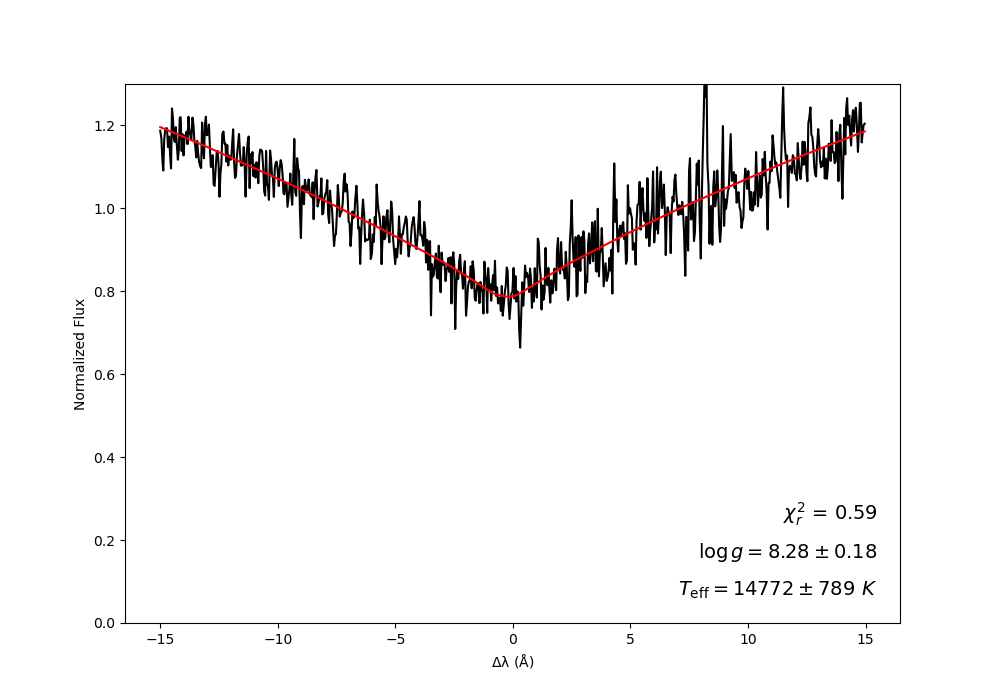 1.2
1.0
0.8
0.6
0.4
0.2
0.0
Normalized Flux
χ²ᵣ = 0.59
log g = 8.28 ± 0.18
T_eff = 14772 ± 789 K
−15 −10 −5 0 5 10 15
Δλ (Å)